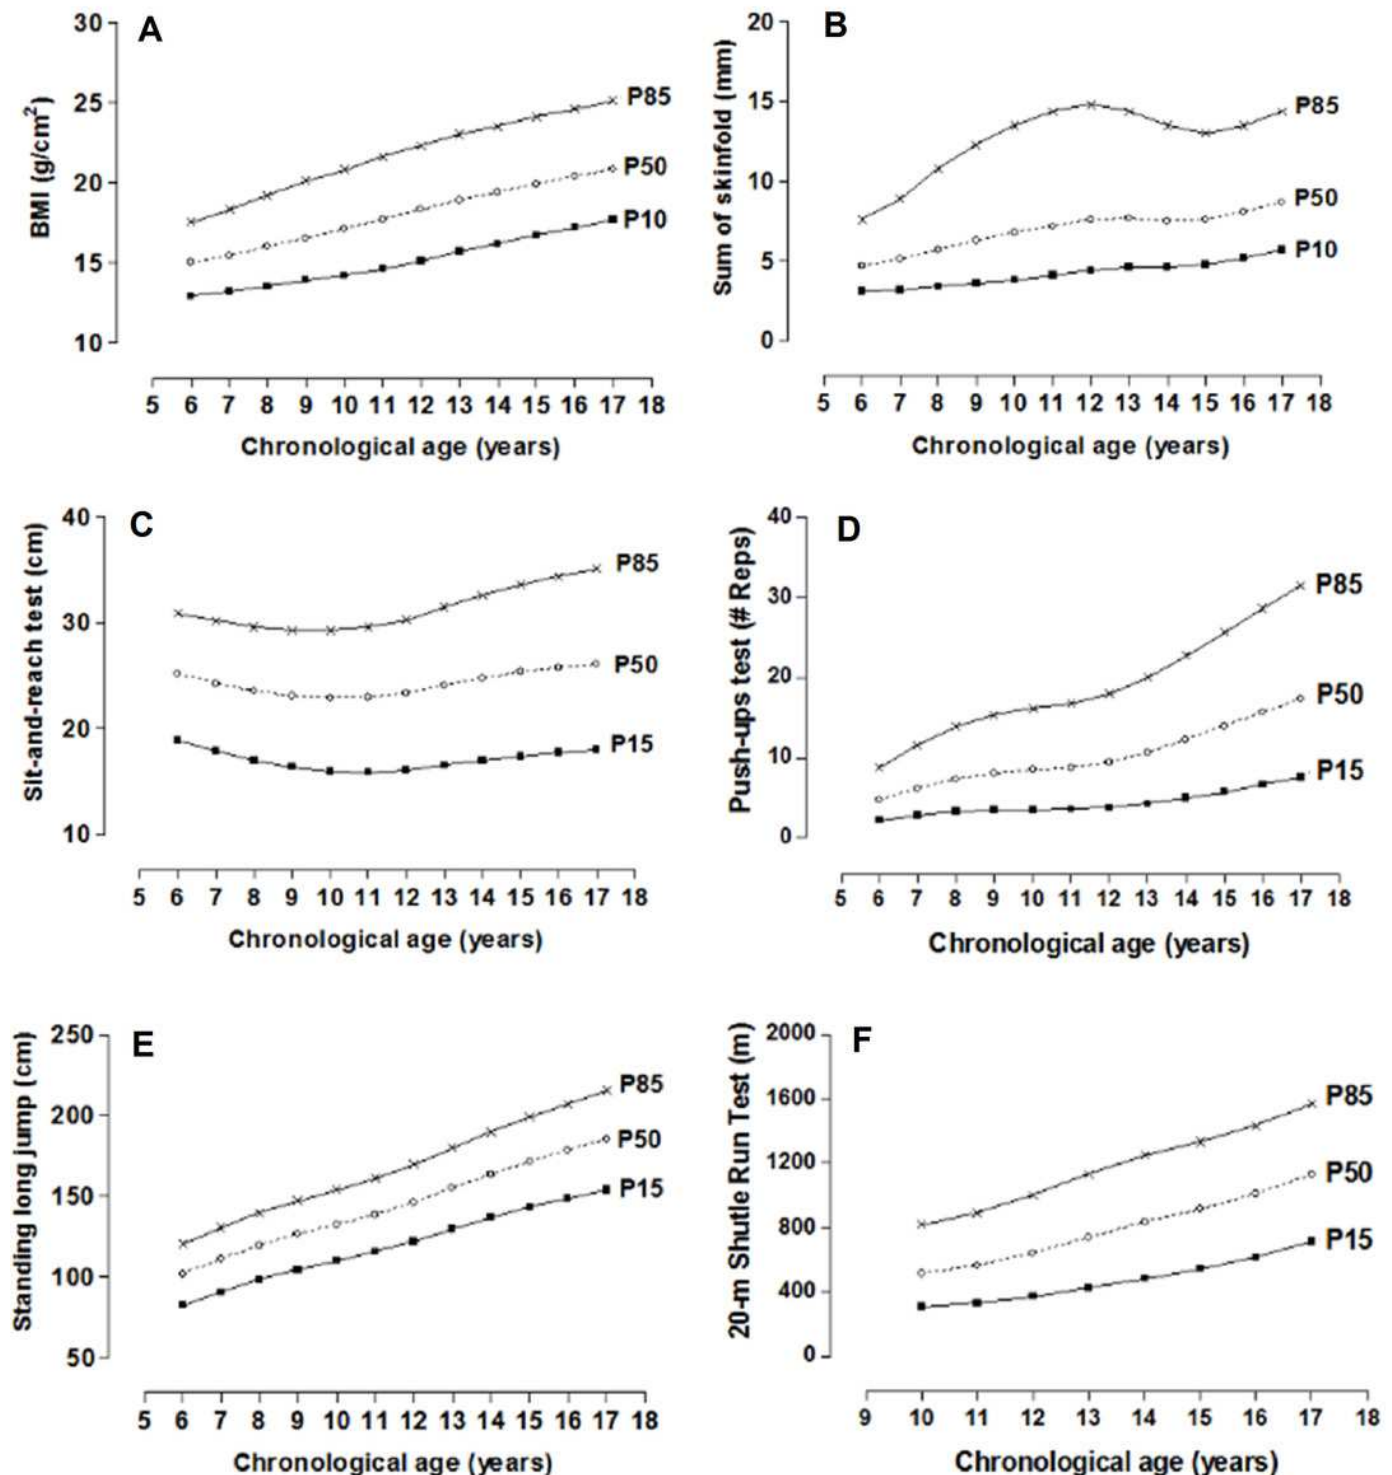 A
BMI (g/cm²)
30
25
20
15
10
P85
P50
P10
5 6 7 8 9 10 11 12 13 14 15 16 17 18
Chronological age (years)
B
Sum of skinfold (mm)
20
15
10
5
0
P85
P50
P10
5 6 7 8 9 10 11 12 13 14 15 16 17 18
Chronological age (years)
C
Sit-and-reach test (cm)
40
30
20
10
P85
P50
P15
5 6 7 8 9 10 11 12 13 14 15 16 17 18
Chronological age (years)
D
Push-ups test (# Reps)
40
30
20
10
0
P85
P50
P15
5 6 7 8 9 10 11 12 13 14 15 16 17 18
Chronological age (years)
E
Standing long jump (cm)
250
200
150
100
50
P85
P50
P15
5 6 7 8 9 10 11 12 13 14 15 16 17 18
Chronological age (years)
F
20-m Shuttle Run Test (m)
2000
1600
1200
800
400
0
P85
P50
P15
9 10 11 12 13 14 15 16 17 18
Chronological age (years)